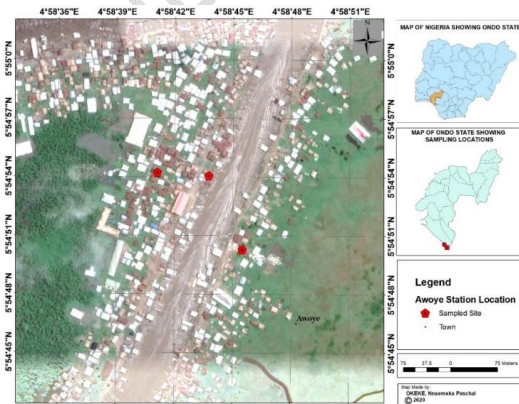 4°58'36"E 4°58'39"E 4°58'42"E 4°58'45"E 4°58'48"E 4°58'51"E
N
5°55'0"N
5°54'57"N
5°54'54"N
5°54'51"N
5°54'48"N
5°54'45"N
Awoye
5°55'0"N
5°54'57"N
5°54'54"N
5°54'51"N
5°54'48"N
5°54'45"N
MAP OF NIGERIA SHOWING ONDO STATE
MAP OF ONDO STATE SHOWING
SAMPLING LOCATIONS
Legend
Awoye Station Location
Sampled Site
Town
75 37.5 0 75 Meters
Map Made by:
OKEKE, Nnaemeka Paschal
© 2020